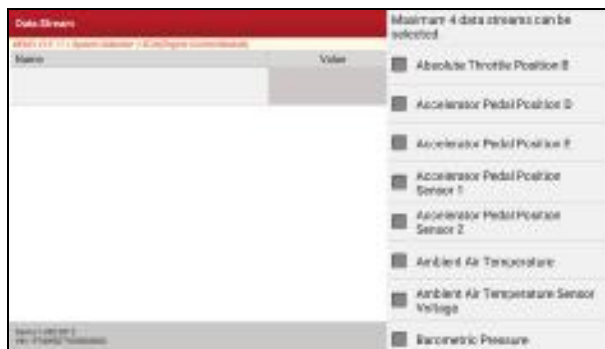 Data Stream
Name
Value
Maximum 4 data streams can be
selected
Absolute Throttle Position B
Accelerator Pedal Position D
Accelerator Pedal Position E
Accelerator Pedal Position
Sensor 1
Accelerator Pedal Position
Sensor 2
Ambient Air Temperature
Ambient Air Temperature Sensor
Voltage
Barometric Pressure